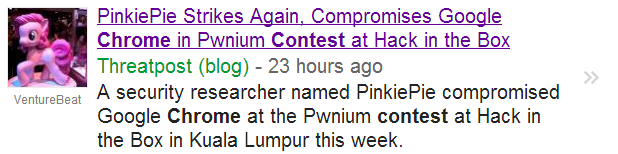 PinkiePie Strikes Again, Compromises Google
Chrome in Pwnium Contest at Hack in the Box
Threatpost (blog) - 23 hours ago
VentureBeat
A security researcher named PinkiePie compromised
Google Chrome at the Pwnium contest at Hack in
the Box in Kuala Lumpur this week.
»